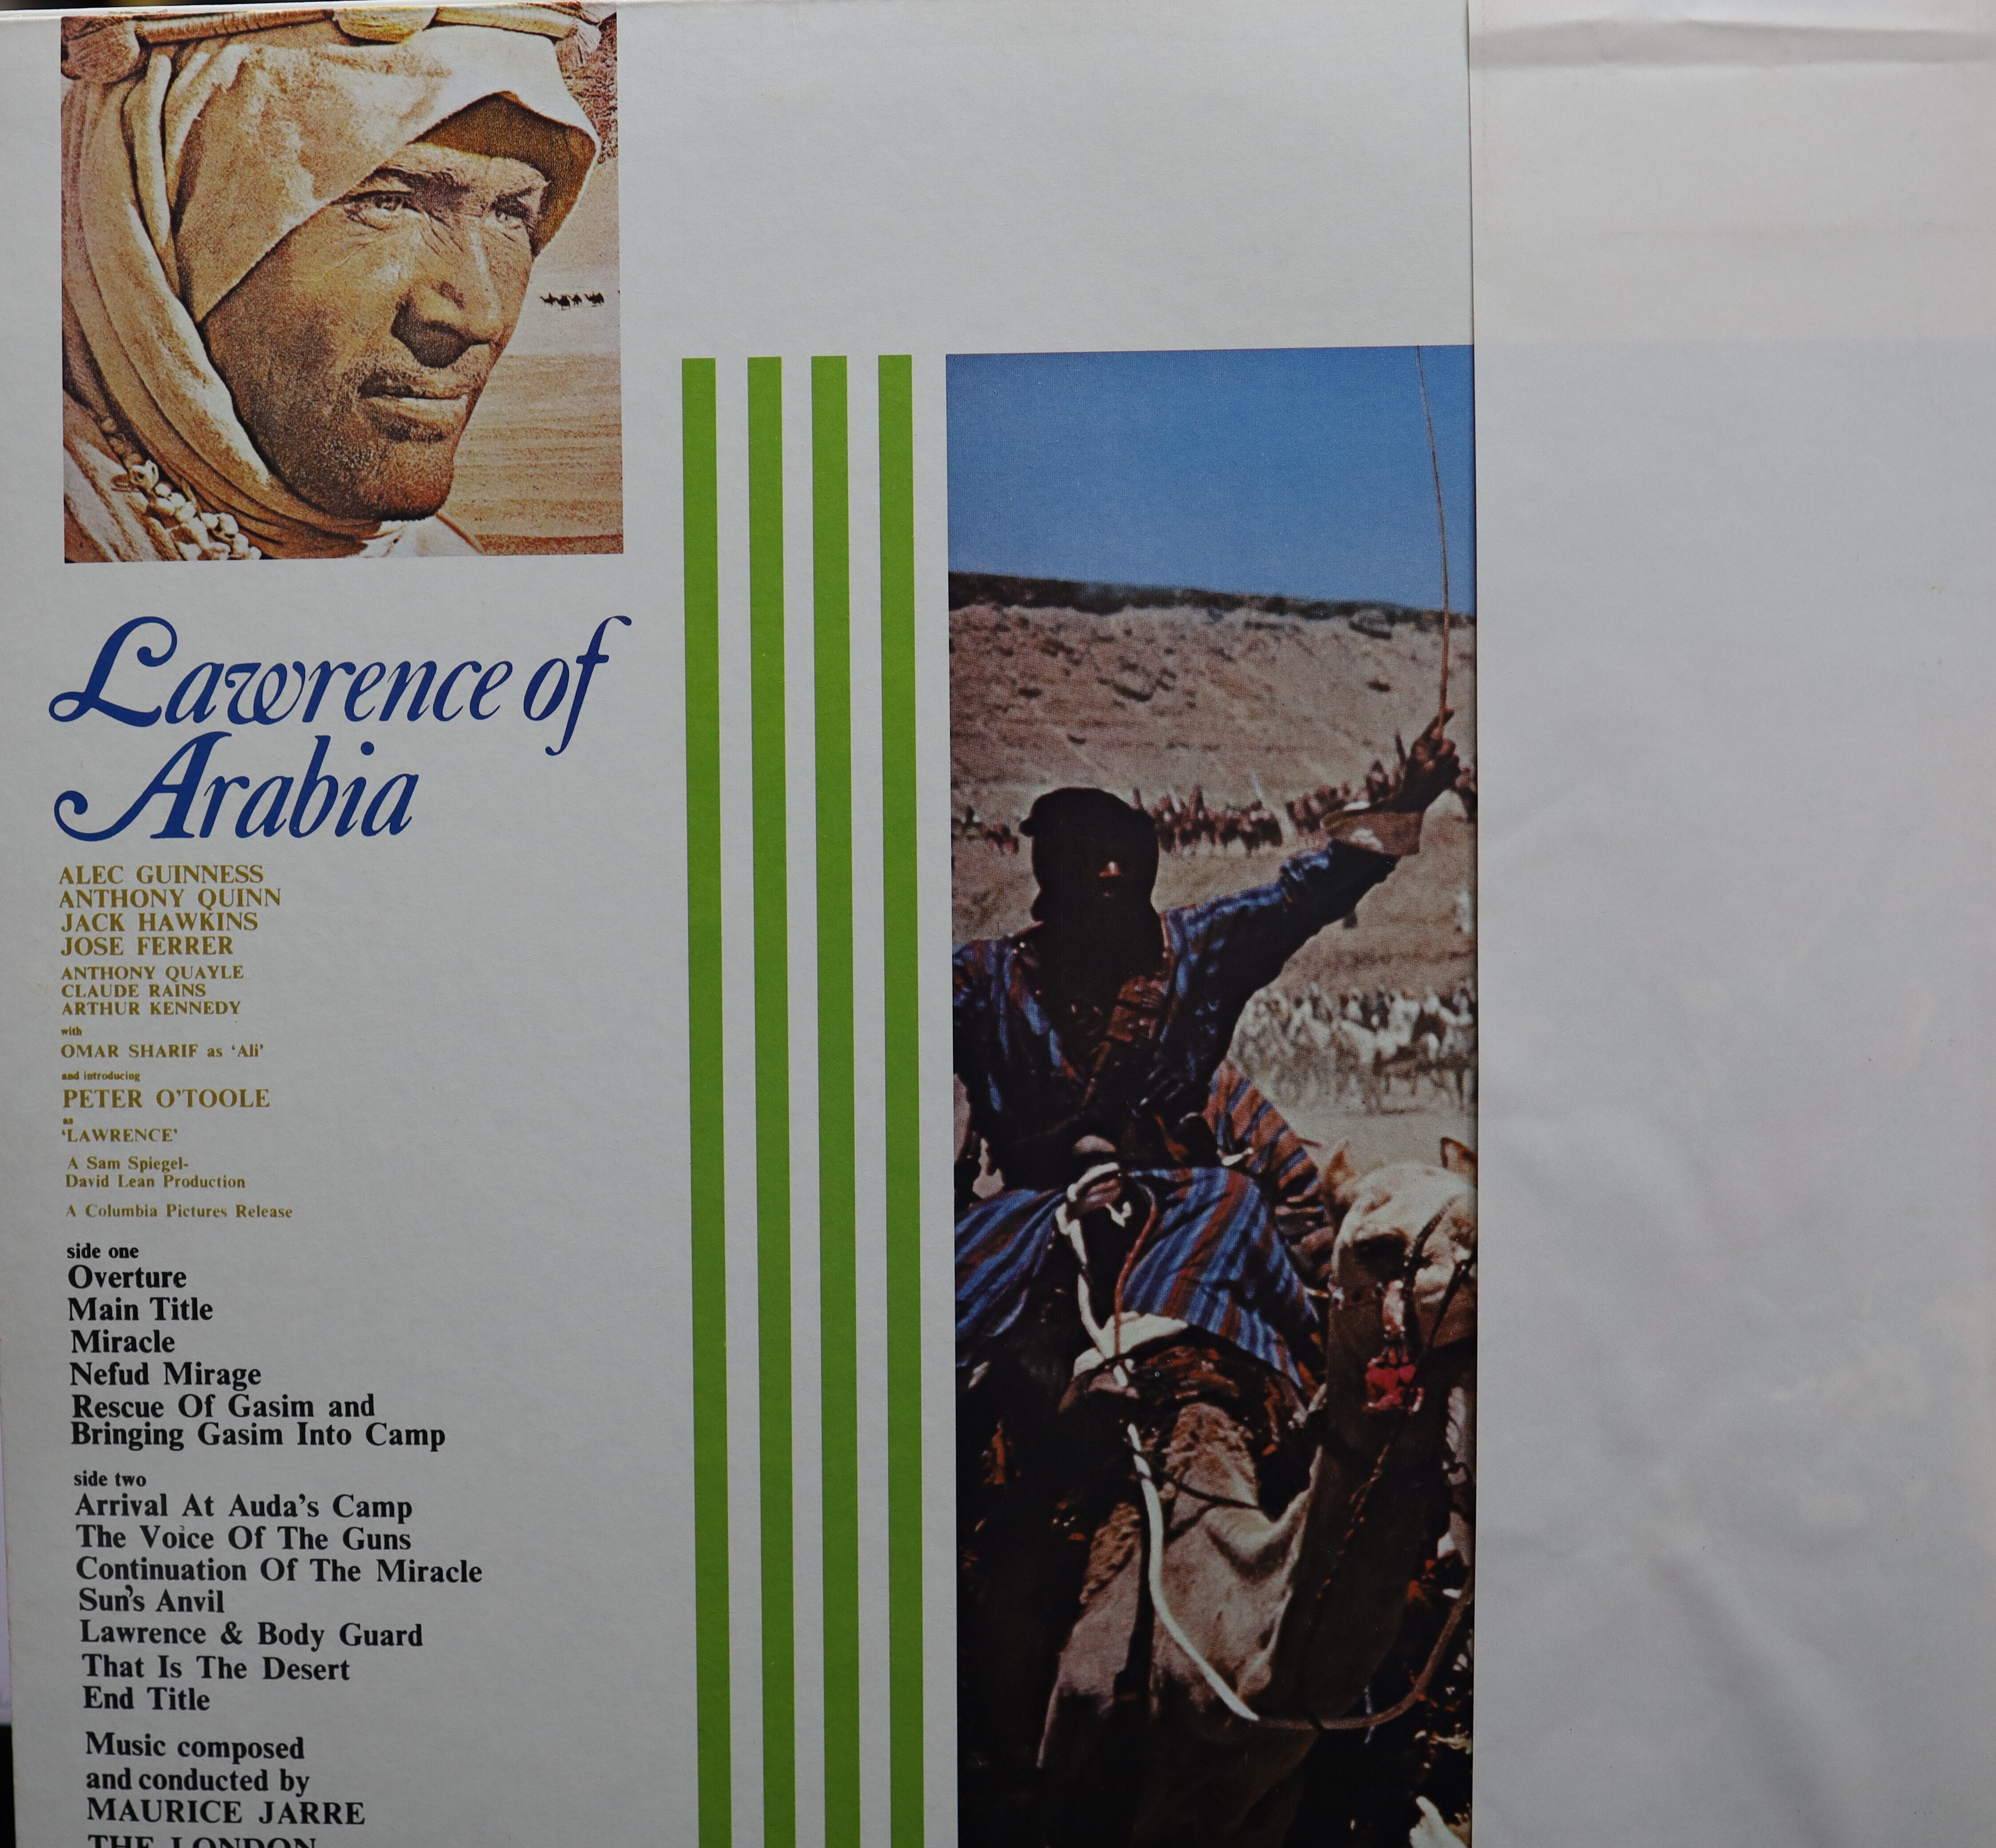 Lawrence of
Arabia
ALEC GUINNESS
ANTHONY QUINN
JACK HAWKINS
JOSE FERRER
ANTHONY QUAYLE
CLAUDE RAINS
ARTHUR KENNEDY
with
OMAR SHARIF as ‘Ali’
and introducing
PETER O’TOOLE
as
‘LAWRENCE’
A Sam Spiegel-
David Lean Production
A Columbia Pictures Release
side one
Overture
Main Title
Miracle
Nefud Mirage
Rescue Of Gasim and
Bringing Gasim Into Camp
side two
Arrival At Auda’s Camp
The Voice Of The Guns
Continuation Of The Miracle
Sun’s Anvil
Lawrence & Body Guard
That Is The Desert
End Title
Music composed
and conducted by
MAURICE JARRE
THE LONDON